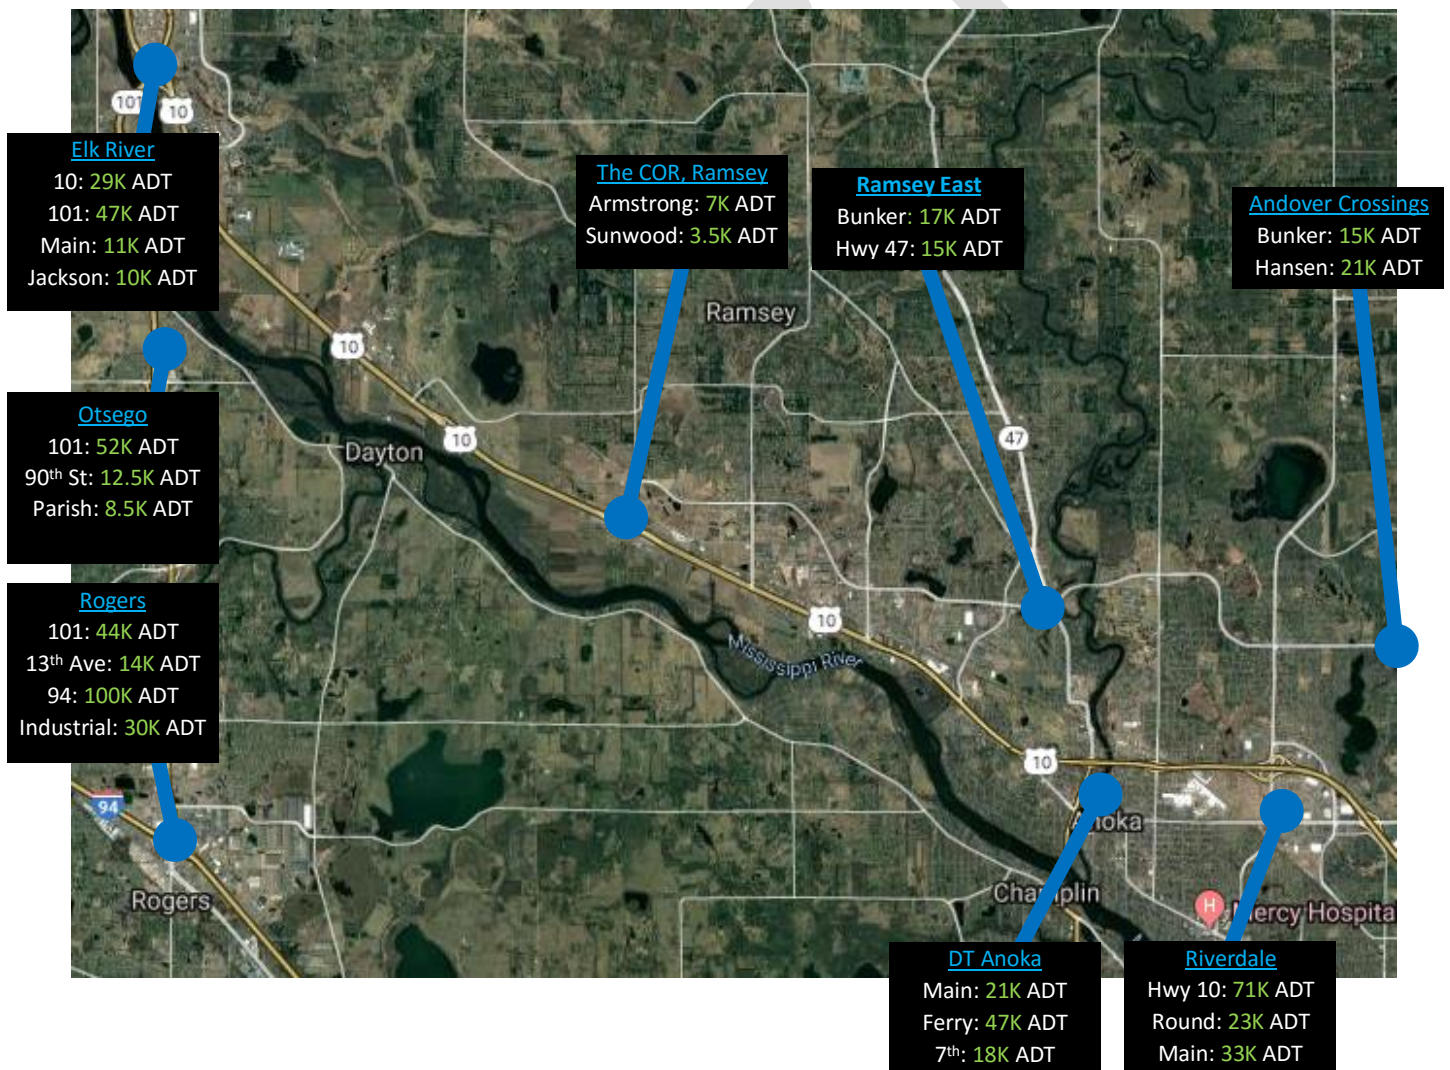 101
10
Elk River
10: 29K ADT
101: 47K ADT
Main: 11K ADT
Jackson: 10K ADT
The COR, Ramsey
Armstrong: 7K ADT
Sunwood: 3.5K ADT
Ramsey East
Bunker: 17K ADT
Hwy 47: 15K ADT
Andover Crossings
Bunker: 15K ADT
Hansen: 21K ADT
Ramsey
10
Otsego
101: 52K ADT
90th St: 12.5K ADT
Parish: 8.5K ADT
10
47
Dayton
Rogers
101: 44K ADT
13th Ave: 14K ADT
94: 100K ADT
Industrial: 30K ADT
10
Mississippi River
10
94
Anoka
Rogers
Champlin
H
Mercy Hospita
DT Anoka
Main: 21K ADT
Ferry: 47K ADT
7th: 18K ADT
Riverdale
Hwy 10: 71K ADT
Round: 23K ADT
Main: 33K ADT